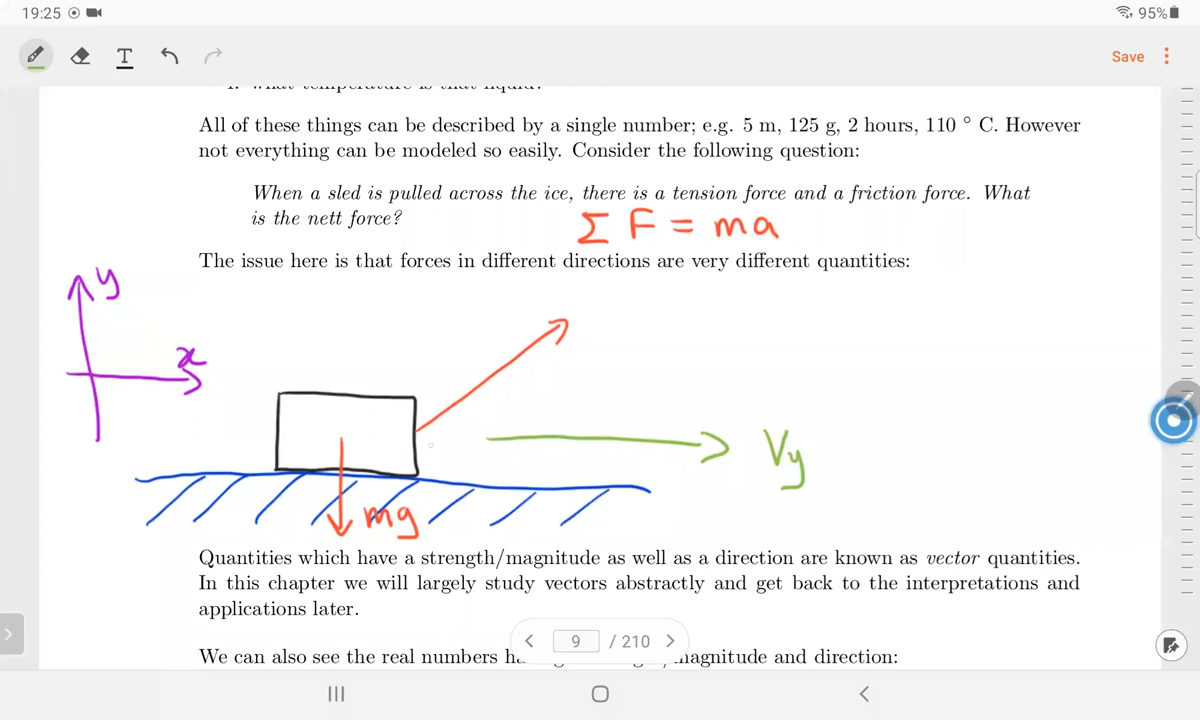 19:25 95%
T Save
All of these things can be described by a single number; e.g. 5 m, 125 g, 2 hours, 110 ° C. However
not everything can be modeled so easily. Consider the following question:
When a sled is pulled across the ice, there is a tension force and a friction force. What
is the nett force?
Σ F = ma
The issue here is that forces in different directions are very different quantities:
y
x
Vy
mg
Quantities which have a strength/magnitude as well as a direction are known as vector quantities.
In this chapter we will largely study vectors abstractly and get back to the interpretations and
applications later.
9 / 210
We can also see the real numbers magnitude and direction: